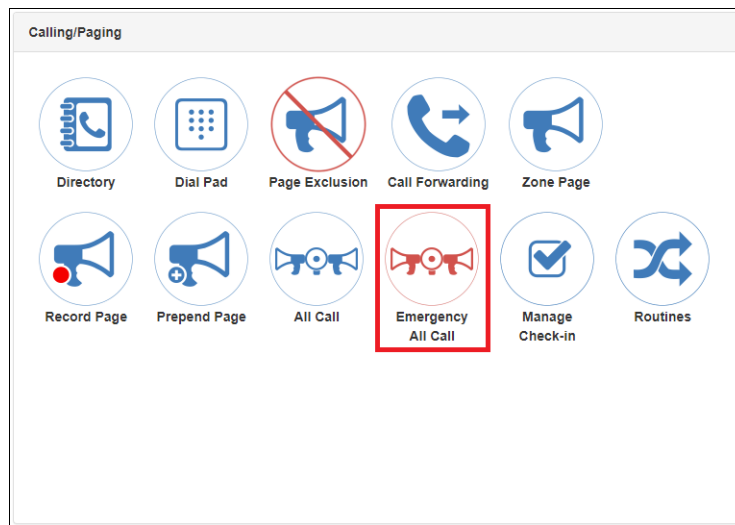 Calling/Paging
Directory
Dial Pad
Page Exclusion
Call Forwarding
Zone Page
Record Page
Prepend Page
All Call
Emergency
All Call
Manage
Check-in
Routines